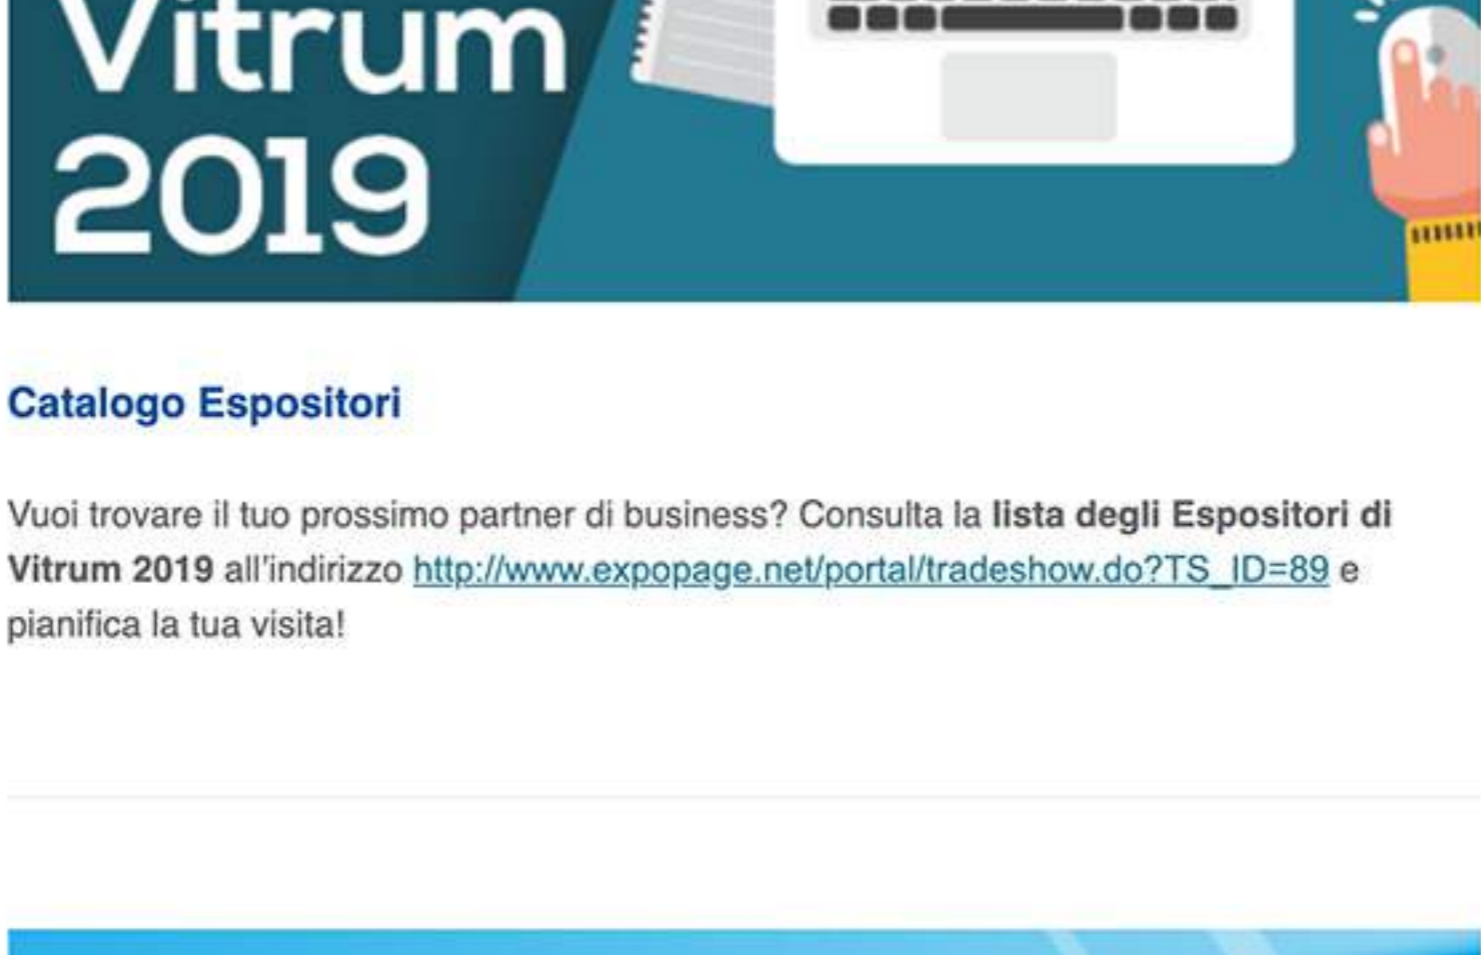 Vitrum
2019
Catalogo Espositori
Vuoi trovare il tuo prossimo partner di business? Consulta la lista degli Espositori di
Vitrum 2019 all'indirizzo http://www.expopage.net/portal/tradeshow.do?TS_ID=89 e
pianifica la tua visita!